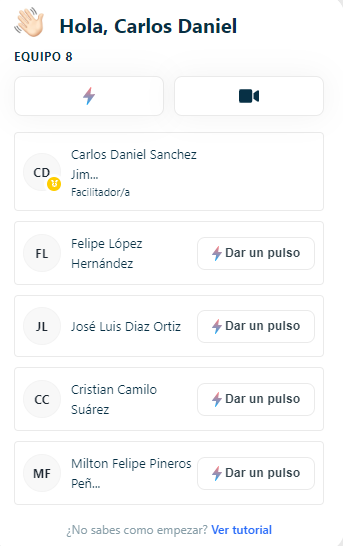 Hola, Carlos Daniel
EQUIPO 8
CD
Carlos Daniel Sanchez
Jim...
Facilitador/a
FL
Felipe López
Hernández
Dar un pulso
JL
José Luis Diaz Ortiz
Dar un pulso
CC
Cristian Camilo
Suárez
Dar un pulso
MF
Milton Felipe Pineros
Peñ...
Dar un pulso
¿No sabes como empezar? Ver tutorial